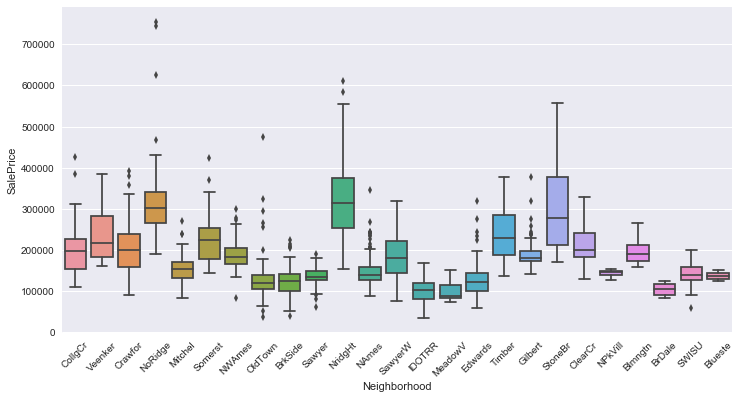 700000
600000
500000
400000
300000
200000
100000
0
SalePrice
CollgCr
Veenker
Crawfor
NoRidge
Mitchel
Somerst
NWAmes
OldTown
BrkSide
Sawyer
NridgHt
NAmes
SawyerW
IDOTRR
MeadowV
Edwards
Timber
Gilbert
StoneBr
ClearCr
NPkVill
Blmngtn
BrDale
SWISU
Blueste
Neighborhood